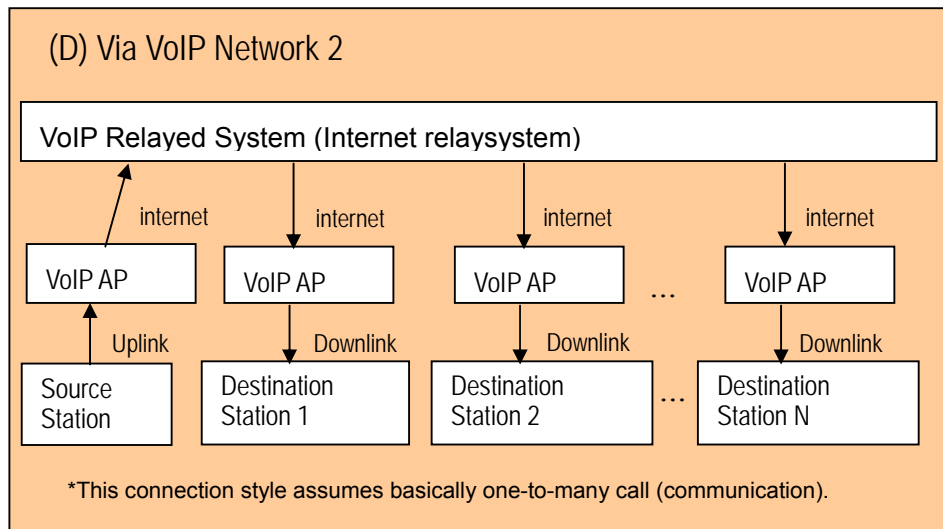 (D) Via VoIP Network 2
VoIP Relayed System (Internet relaysystem)
internet
internet
internet
internet
VoIP AP
VoIP AP
VoIP AP
...
VoIP AP
Uplink
Downlink
Downlink
Downlink
Source
Station
Destination
Station 1
Destination
Station 2
...
Destination
Station N
*This connection style assumes basically one-to-many call (communication).